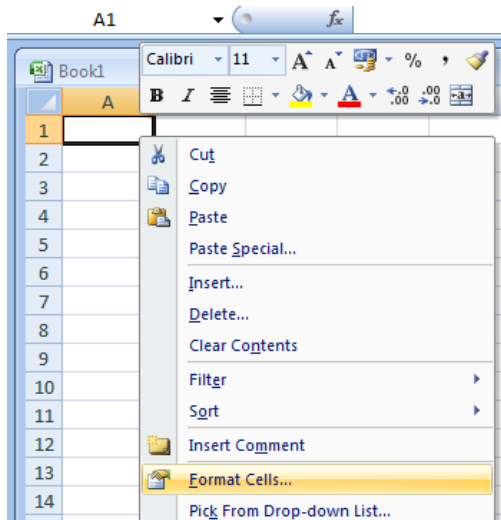 A1 fx
Book1
Calibri 11 A A % ,
B I A .0 .00 .00 .0 a
A
1
2
3
4
5
6
7
8
9
10
11
12
13
14
Cut
Copy
Paste
Paste Special...
Insert...
Delete...
Clear Contents
Filter
Sort
Insert Comment
Format Cells...
Pick From Drop-down List...